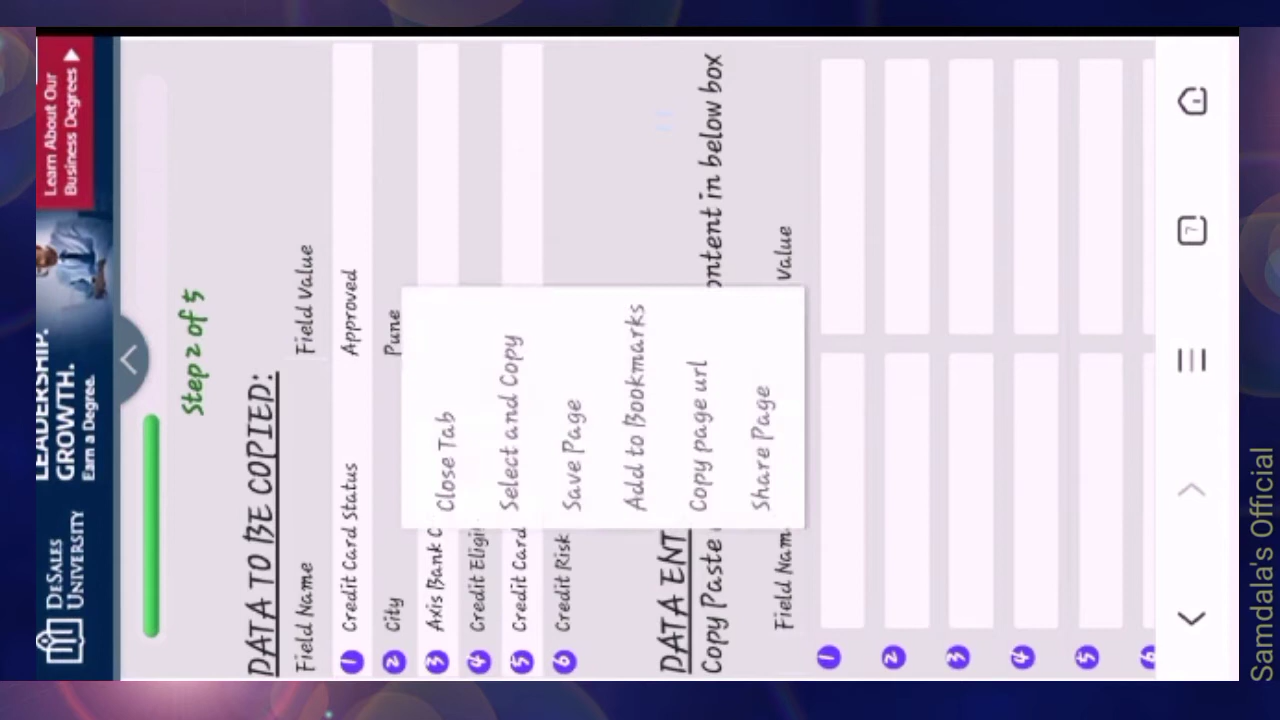 LEADERSHIP.
GROWTH.
Earn a Degree.
DESALES
UNIVERSITY
Learn About Our
Business Degrees
Step 2 of 5
DATA TO BE COPIED:
Field Name Field Value
1 Credit Card Status Approved
2 City Pune
3 Axis Bank C
4 Credit Eligi
5 Credit Card
6 Credit Risk
Close Tab
Select and Copy
Save Page
Add to Bookmarks
Copy page url
Share Page
DATA ENT
Copy Paste ontent in below box
Field Nam Value
1
2
3
4
5
6
7
Samdala's Official